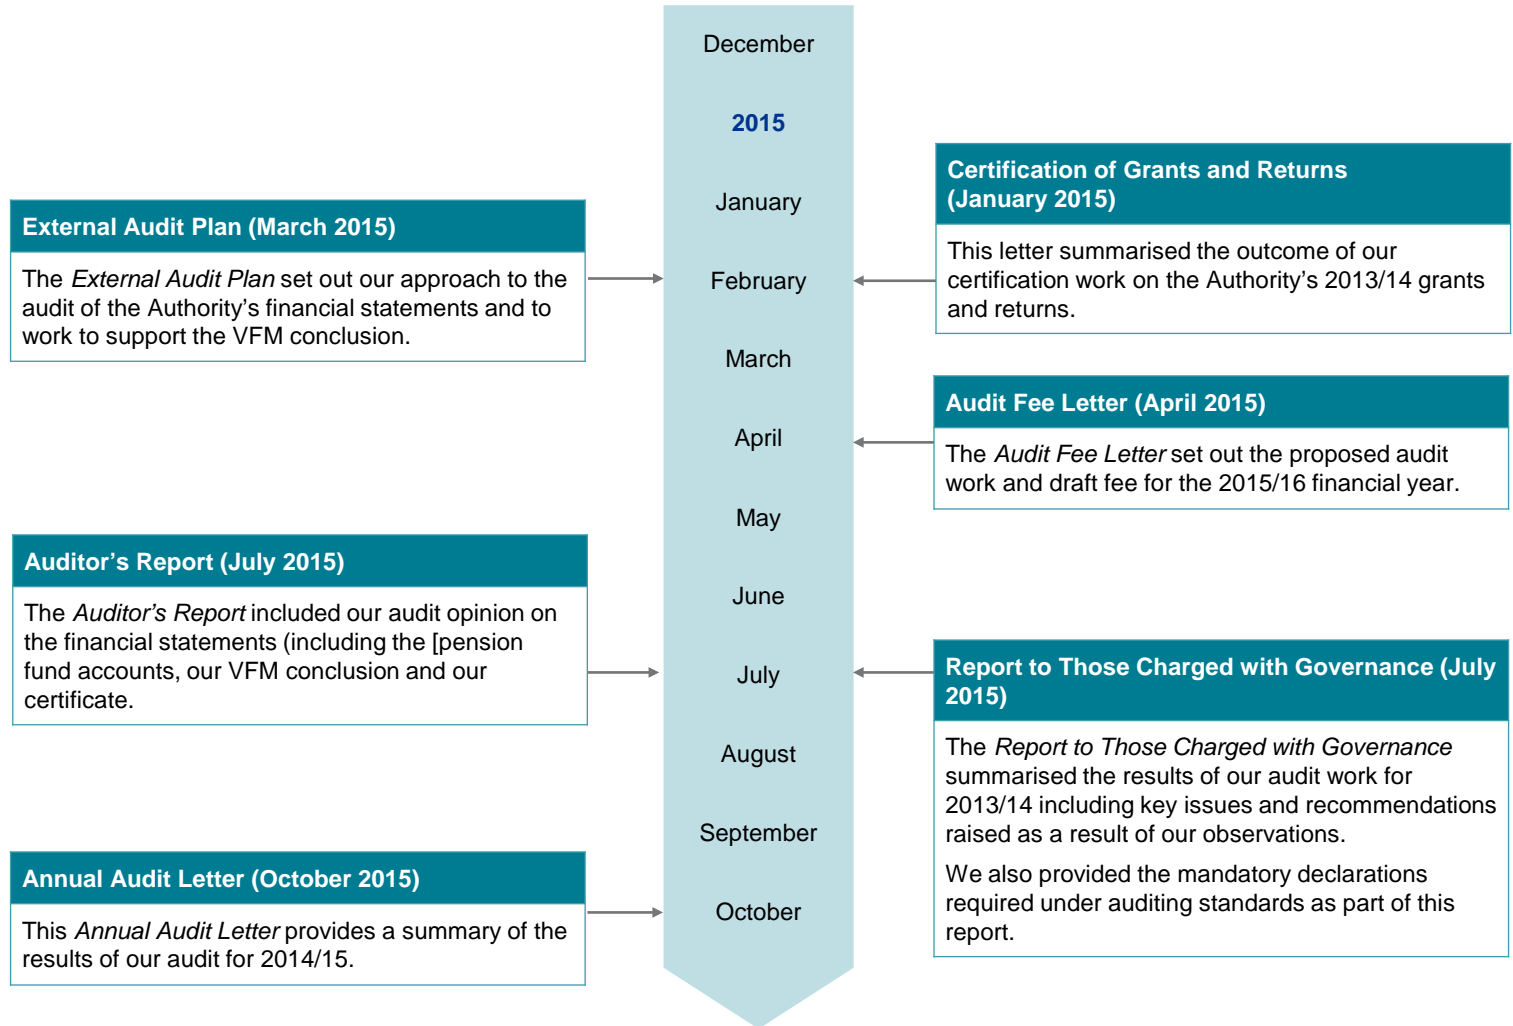 December
2015
January
February
March
April
May
June
July
August
September
October
External Audit Plan (March 2015)
The External Audit Plan set out our approach to the
audit of the Authority’s financial statements and to
work to support the VFM conclusion.
Auditor’s Report (July 2015)
The Auditor’s Report included our audit opinion on
the financial statements (including the [pension
fund accounts, our VFM conclusion and our
certificate.
Annual Audit Letter (October 2015)
This Annual Audit Letter provides a summary of the
results of our audit for 2014/15.
Certification of Grants and Returns
(January 2015)
This letter summarised the outcome of our
certification work on the Authority’s 2013/14 grants
and returns.
Audit Fee Letter (April 2015)
The Audit Fee Letter set out the proposed audit
work and draft fee for the 2015/16 financial year.
Report to Those Charged with Governance (July
2015)
The Report to Those Charged with Governance
summarised the results of our audit work for
2013/14 including key issues and recommendations
raised as a result of our observations.
We also provided the mandatory declarations
required under auditing standards as part of this
report.